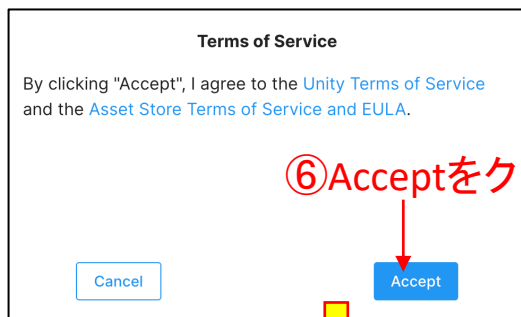 Terms of Service
By clicking "Accept", I agree to the Unity Terms of Service
and the Asset Store Terms of Service and EULA.
⑥Acceptをク
Cancel
Accept